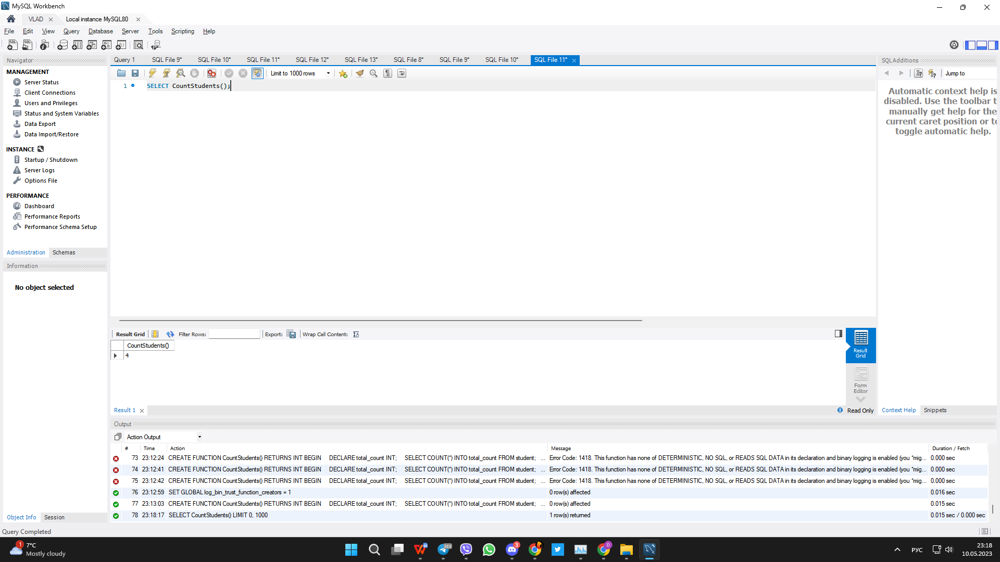 MySQL Workbench
VLAD
Local instance MySQL80
File Edit View Query Database Server Tools Scripting Help
Navigator
MANAGEMENT
Server Status
Client Connections
Users and Privileges
Status and System Variables
Data Export
Data Import/Restore
INSTANCE
Startup / Shutdown
Server Logs
Options File
PERFORMANCE
Dashboard
Performance Reports
Performance Schema Setup
Administration Schemas
Information
No object selected
Object Info Session
Query 1 SQL File 9* SQL File 10* SQL File 11* SQL File 12* SQL File 13* SQL File 8* SQL File 9* SQL File 10* SQL File 11*
Limit to 1000 rows
1 SELECT CountStudents();
Result Grid Filter Rows: Export: Wrap Cell Content:
CountStudents()
4
Result Grid
Form Editor
Result 1
Read Only
SQLAdditions
Jump to
Automatic context help is
disabled. Use the toolbar t
manually get help for the
current caret position or to
toggle automatic help.
Context Help Snippets
Output
Action Output
# Time Action Message Duration / Fetch
73 23:12:24 CREATE FUNCTION CountStudents() RETURNS INT BEGIN DECLARE total_count INT; SELECT COUNT(*) INTO total_count FROM student; ... Error Code: 1418. This function has none of DETERMINISTIC, NO SQL, or READS SQL DATA in its declaration and binary logging is enabled (you "mig... 0.000 sec
74 23:12:41 CREATE FUNCTION CountStudents() RETURNS INT BEGIN DECLARE total_count INT; SELECT COUNT(*) INTO total_count FROM student; ... Error Code: 1418. This function has none of DETERMINISTIC, NO SQL, or READS SQL DATA in its declaration and binary logging is enabled (you "mig... 0.000 sec
75 23:12:42 CREATE FUNCTION CountStudents() RETURNS INT BEGIN DECLARE total_count INT; SELECT COUNT(*) INTO total_count FROM student; ... Error Code: 1418. This function has none of DETERMINISTIC, NO SQL, or READS SQL DATA in its declaration and binary logging is enabled (you "mig... 0.000 sec
76 23:12:59 SET GLOBAL log_bin_trust_function_creators = 1 0 row(s) affected 0.016 sec
77 23:13:03 CREATE FUNCTION CountStudents() RETURNS INT BEGIN DECLARE total_count INT; SELECT COUNT(*) INTO total_count FROM student; ... 0 row(s) affected 0.015 sec
78 23:18:17 SELECT CountStudents() LIMIT 0, 1000 1 row(s) returned 0.015 sec / 0.000 sec
Query Completed
1
7°C
Mostly cloudy
369
3
D
РУС
23:18
10.05.2023